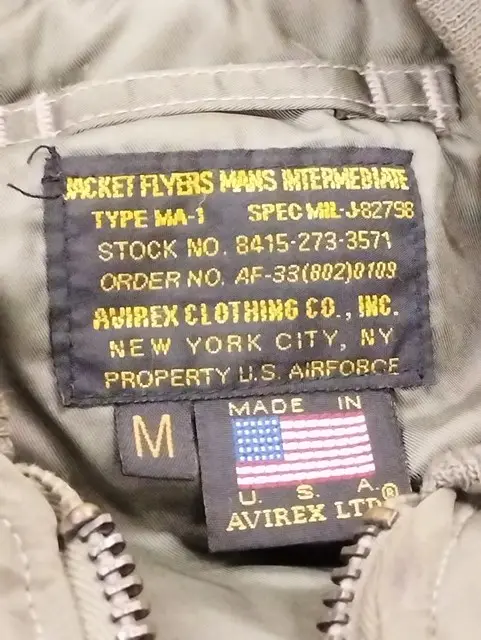 JACKET FLYERS MANS INTERMEDIATE
TYPE MA-1 SPEC MIL-J-82798
STOCK NO. 8415-273-3571
ORDER NO. AF-33(802)0109
AVIREX CLOTHING CO., INC.
NEW YORK CITY, NY
PROPERTY U.S. AIRFORCE
M
MADE IN
U. S. A.
AVIREX LTD®